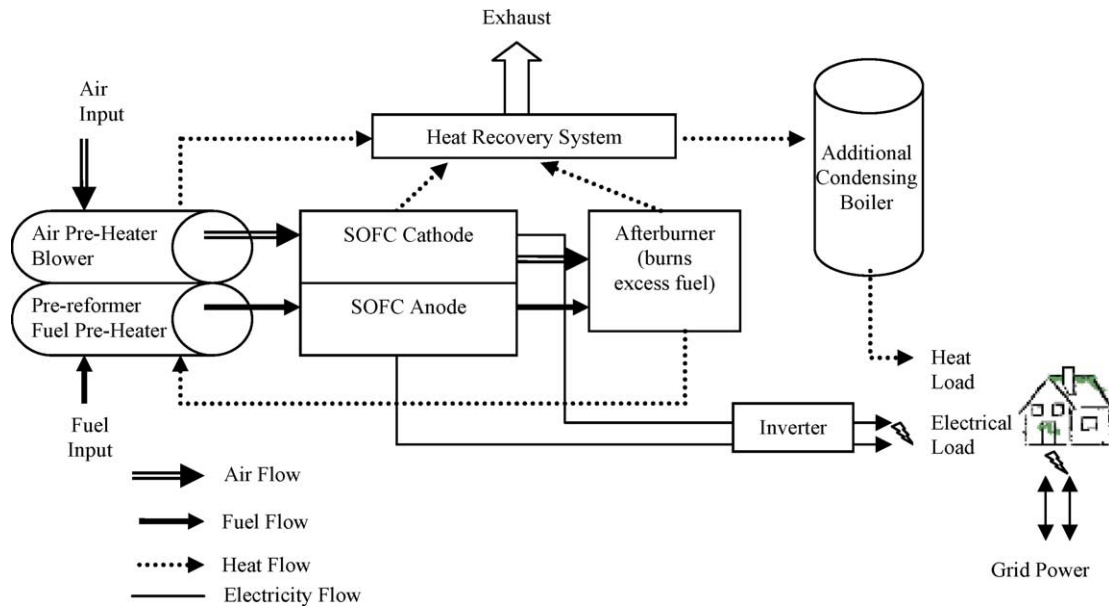 Exhaust
Air
Input
Heat Recovery System
Additional
Condensing
Boiler
Air Pre-Heater
Blower
SOFC Cathode
Afterburner
(burns
excess fuel)
Pre-reformer
Fuel Pre-Heater
SOFC Anode
Heat
Load
Fuel
Input
Inverter
Electrical
Load
Air Flow
Fuel Flow
Heat Flow
Electricity Flow
Grid Power